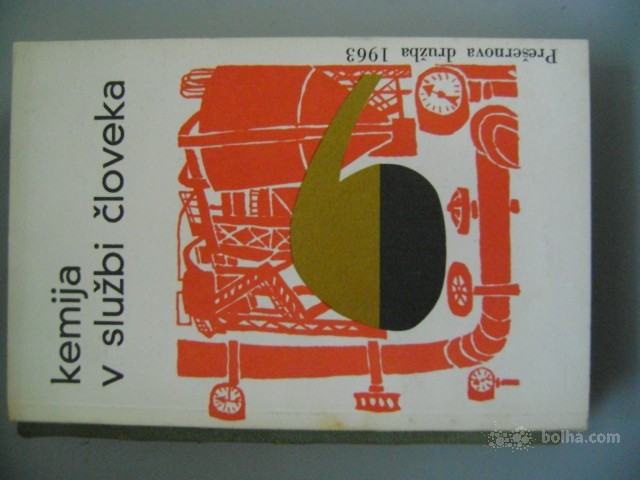 kemija
v službi človeka
Prešernova družba 1963
bolha.com